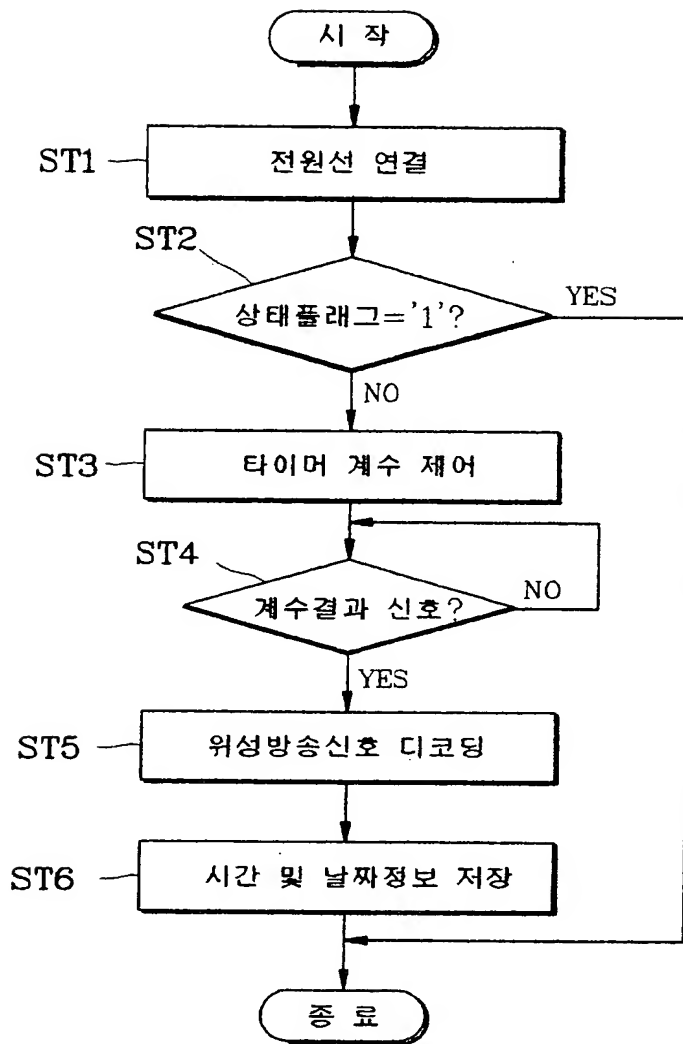 시 작
ST1
전원선 연결
ST2
상태플래그='1'?
YES
NO
ST3
타이머 계수 제어
ST4
계수결과 신호?
NO
YES
ST5
위성방송신호 디코딩
ST6
시간 및 날짜정보 저장
종 료